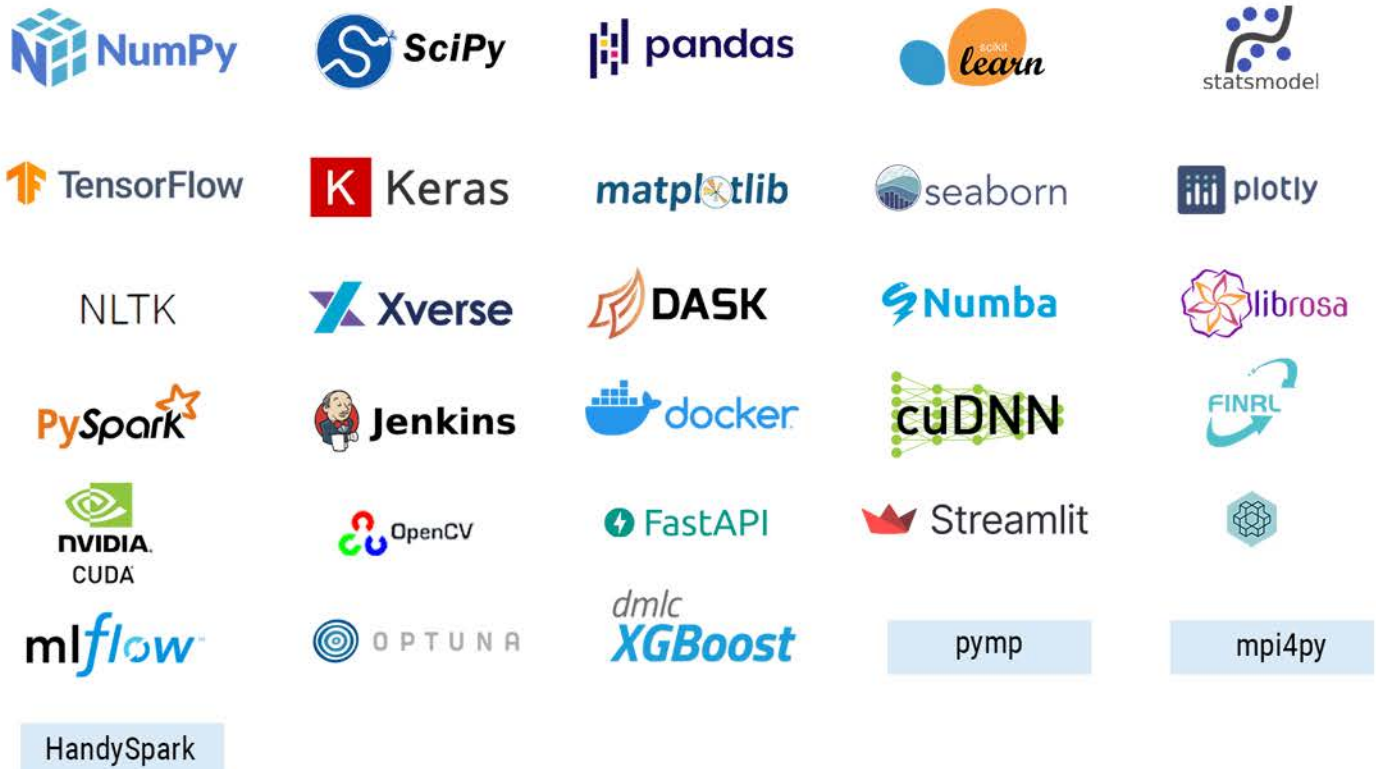 NumPy
SciPy
pandas
scikit
learn
statsmodel
TensorFlow
K Keras
matplotlib
seaborn
plotly
NLTK
Xverse
DASK
Numba
librosa
PySpark
Jenkins
docker
cuDNN
FINRL
NVIDIA.
CUDA
OpenCV
FastAPI
Streamlit
mlflow™
OPTUNA
dmlc
XGBoost
pymp
mpi4py
HandySpark